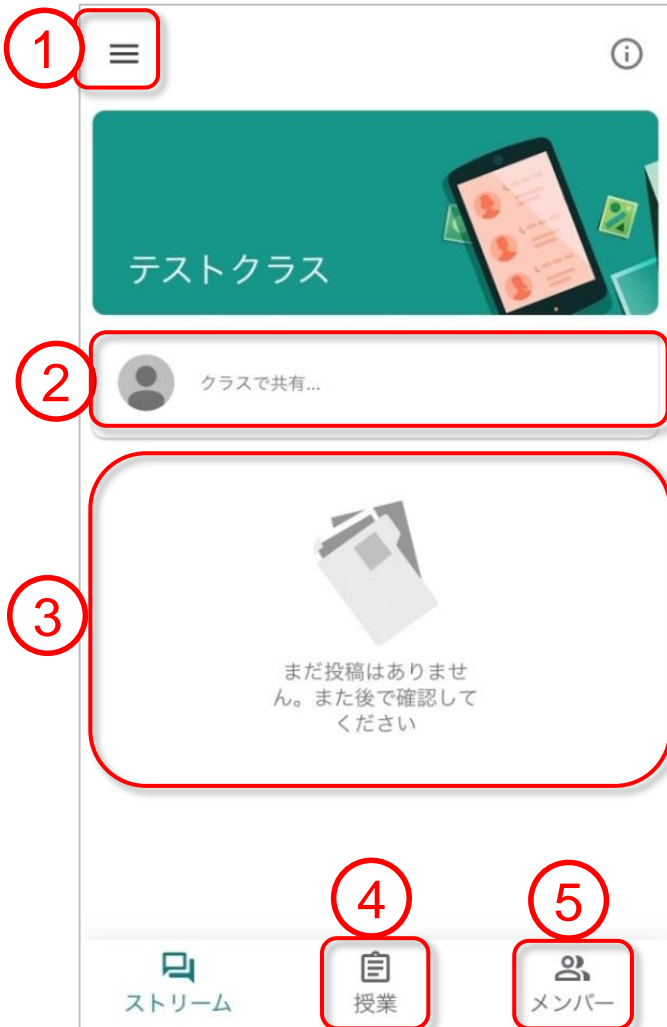 1
テストクラス
2
クラスで共有...
3
まだ投稿はありませ
ん。また後で確認して
ください
4
5
ストリーム
授業
メンバー